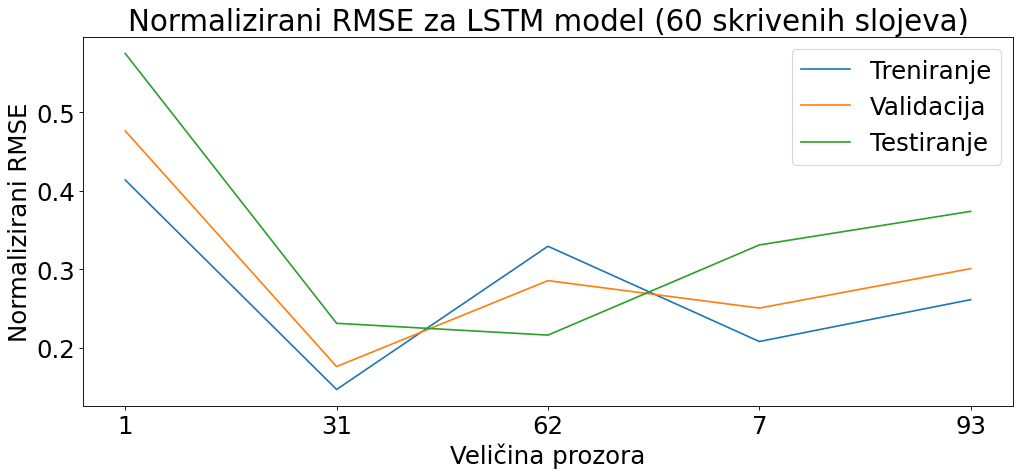 Normalizirani RMSE za LSTM model (60 skrivenih slojeva)
Treniranje
Validacija
Testiranje
Normalizirani RMSE
0.5
0.4
0.3
0.2
1 31 62 7 93
Veličina prozora